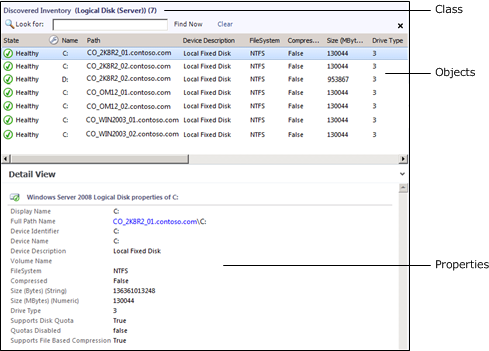 Discovered Inventory (Logical Disk (Server)) (7)
Class
Look for: Find Now Clear
State Name Path Device Description FileSystem Compres... Size (MByt... Drive Type
Healthy C: CO_2K8R2_01.contoso.com Local Fixed Disk NTFS False 130044 3
Healthy C: CO_2K8R2_02.contoso.com Local Fixed Disk NTFS False 130044 3
Objects
Healthy D: CO_2K8R2_02.contoso.com Local Fixed Disk NTFS False 953867 3
Healthy C: CO_OM12_01.contoso.com Local Fixed Disk NTFS False 130044 3
Healthy C: CO_OM12_02.contoso.com Local Fixed Disk NTFS False 130044 3
Healthy C: CO_WIN2003_01.contoso.com Local Fixed Disk NTFS False 130044 3
Healthy C: CO_WIN2003_02.contoso.com Local Fixed Disk NTFS False 130044 3
Detail View
Windows Server 2008 Logical Disk properties of C:
Display Name C:
Full Path Name CO_2K8R2_01.contoso.com\C:
Device Identifier C:
Device Name C:
Device Description Local Fixed Disk
Volume Name
Properties
FileSystem NTFS
Compressed False
Size (Bytes) (String) 136361013248
Size (MBytes) (Numeric) 130044
Drive Type 3
Supports Disk Quota True
Quotas Disabled false
Supports File Based Compression True